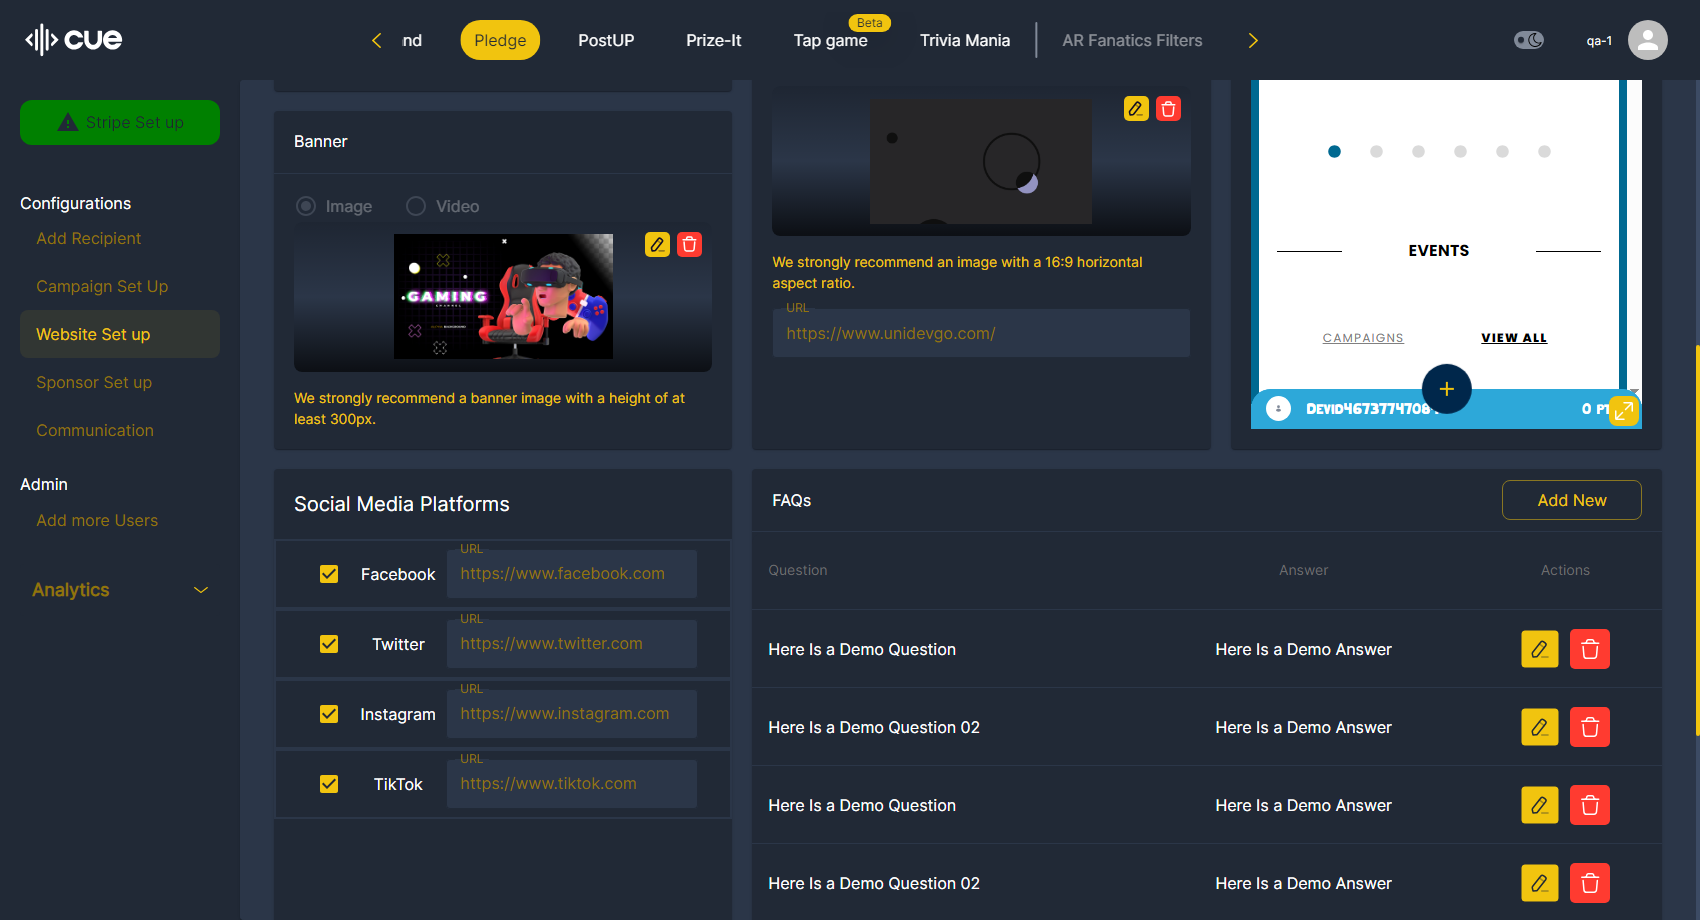 cue
nd
Pledge
PostUP
Prize-It
Beta
Tap game
Trivia Mania
AR Fanatics Filters
qa-1
Stripe Set up
Configurations
Add Recipient
Campaign Set Up
Website Set up
Sponsor Set up
Communication
Admin
Add more Users
Analytics
Banner
Image
Video
GAMING
CHANNEL
We strongly recommend a banner image with a height of at
least 300px.
We strongly recommend an image with a 16:9 horizontal
aspect ratio.
URL
https://www.unidevgo.com/
EVENTS
CAMPAIGNS
VIEW ALL
0 PT
Social Media Platforms
Facebook
URL
https://www.facebook.com
Twitter
URL
https://www.twitter.com
Instagram
URL
https://www.instagram.com
TikTok
URL
https://www.tiktok.com
FAQs
Add New
Question
Answer
Actions
Here Is a Demo Question
Here Is a Demo Answer
Here Is a Demo Question 02
Here Is a Demo Answer
Here Is a Demo Question
Here Is a Demo Answer
Here Is a Demo Question 02
Here Is a Demo Answer